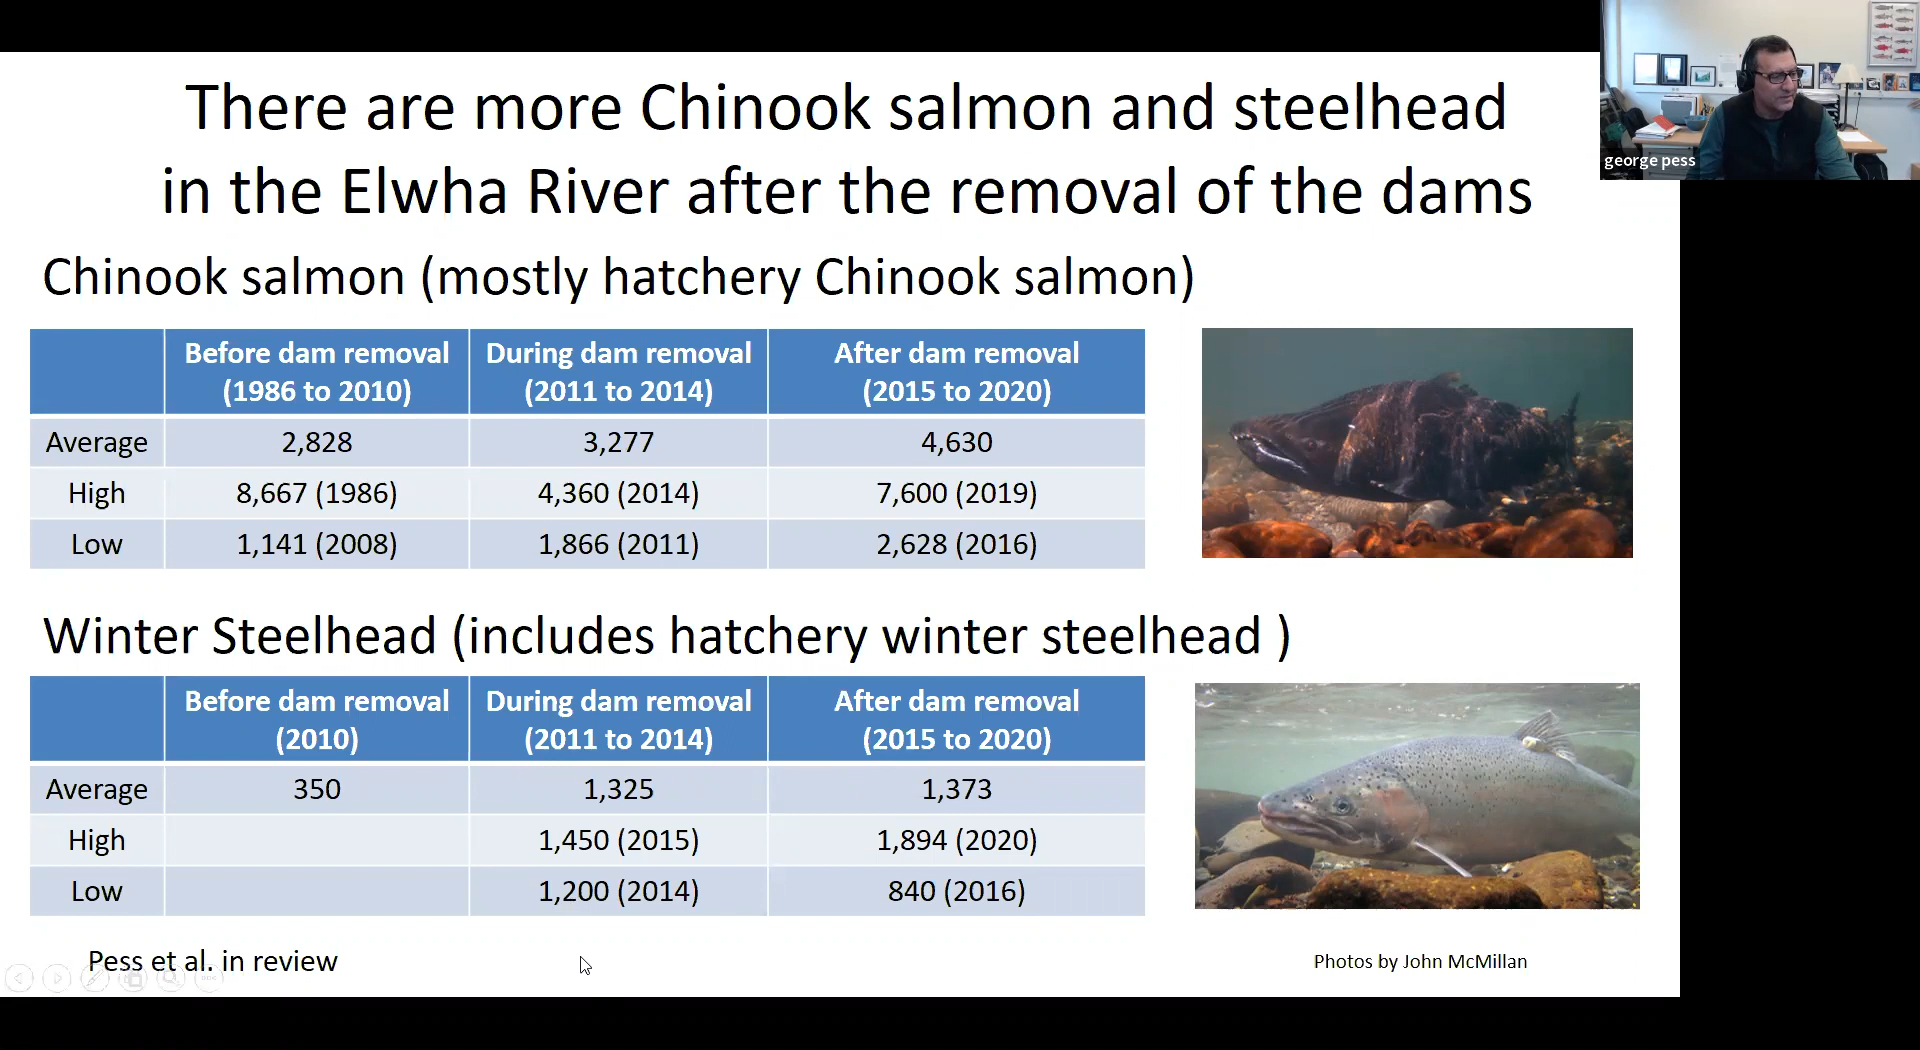 There are more Chinook salmon and steelhead
in the Elwha River after the removal of the dams
george pess
Chinook salmon (mostly hatchery Chinook salmon)
Before dam removal (1986 to 2010) During dam removal (2011 to 2014) After dam removal (2015 to 2020)
Average 2,828 3,277 4,630
High 8,667 (1986) 4,360 (2014) 7,600 (2019)
Low 1,141 (2008) 1,866 (2011) 2,628 (2016)
Winter Steelhead (includes hatchery winter steelhead )
Before dam removal (2010) During dam removal (2011 to 2014) After dam removal (2015 to 2020)
Average 350 1,325 1,373
High 1,450 (2015) 1,894 (2020)
Low 1,200 (2014) 840 (2016)
Pess et al. in review
Photos by John McMillan